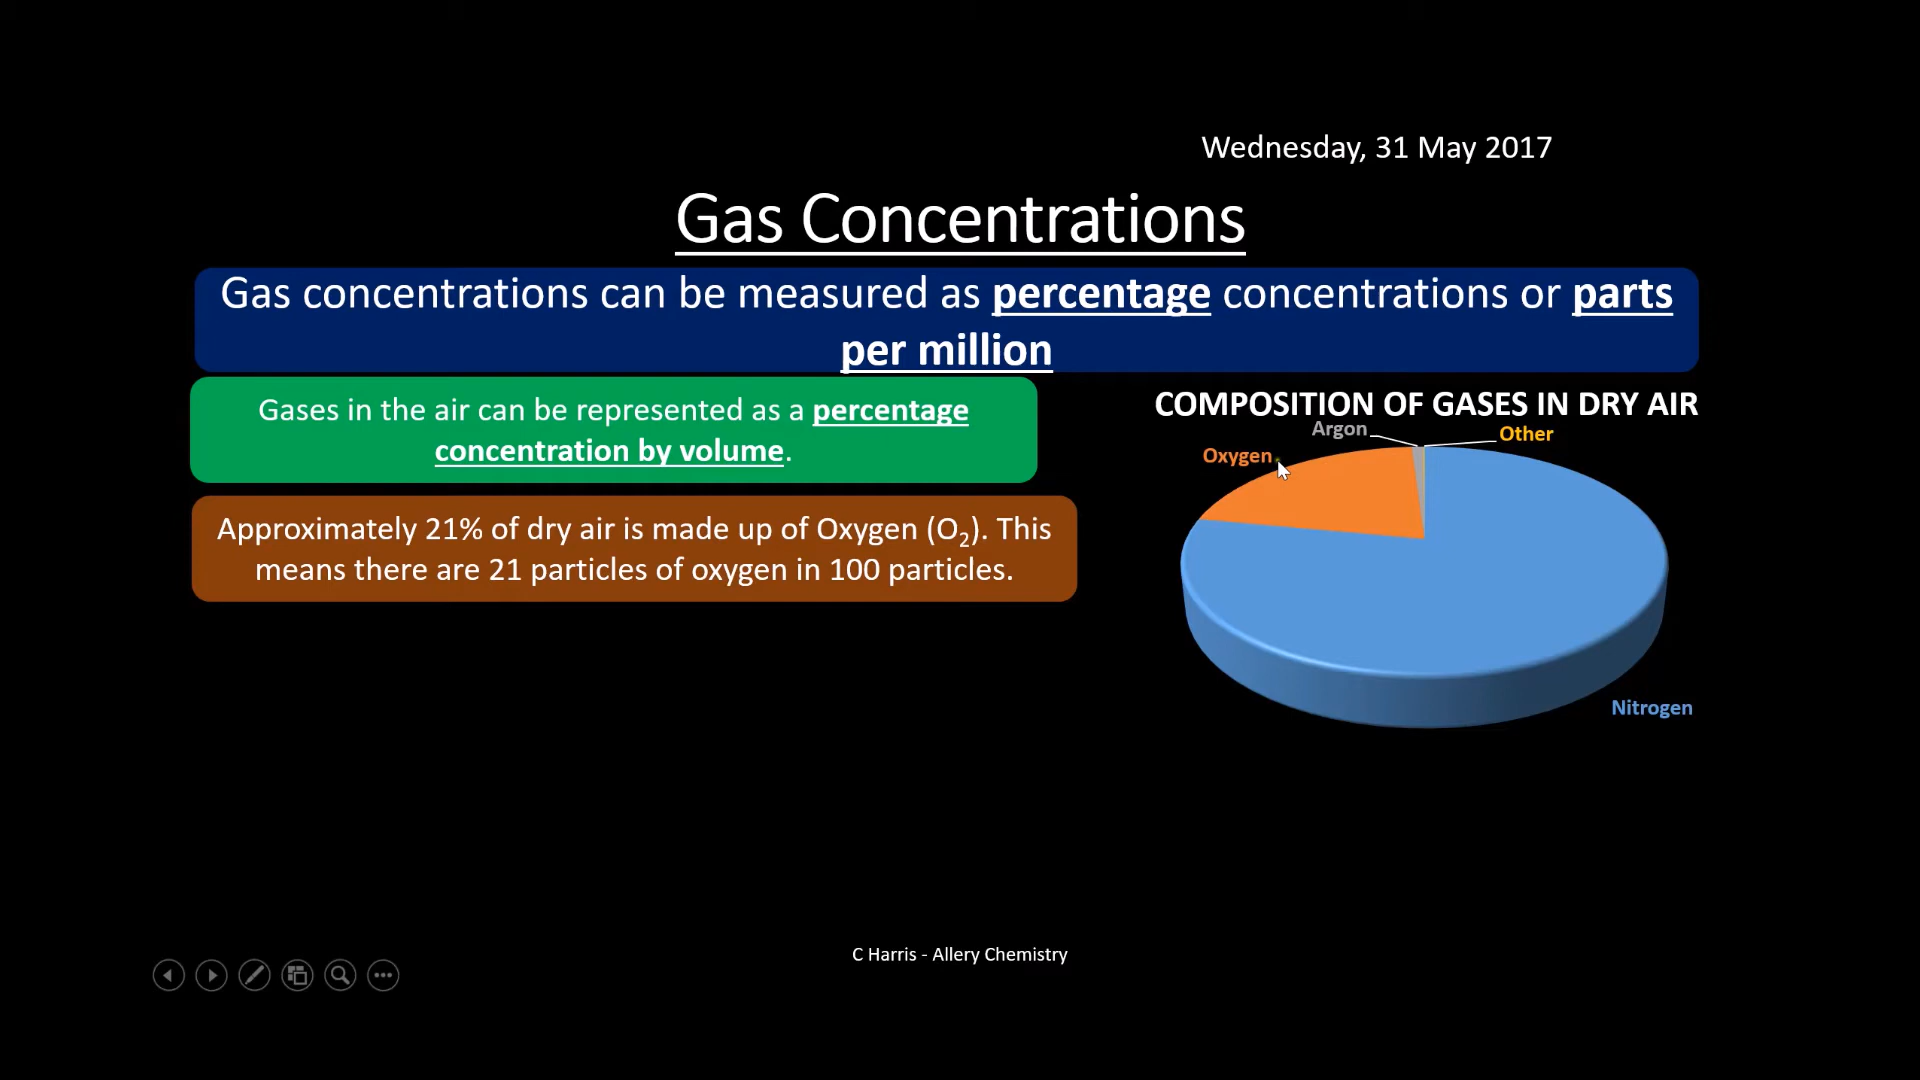 Wednesday, 31 May 2017
Gas Concentrations
Gas concentrations can be measured as percentage concentrations or parts
per million
Gases in the air can be represented as a percentage
concentration by volume.
Approximately 21% of dry air is made up of Oxygen (O₂). This
means there are 21 particles of oxygen in 100 particles.
COMPOSITION OF GASES IN DRY AIR
Argon
Other
Oxygen
Nitrogen
C Harris - Allery Chemistry